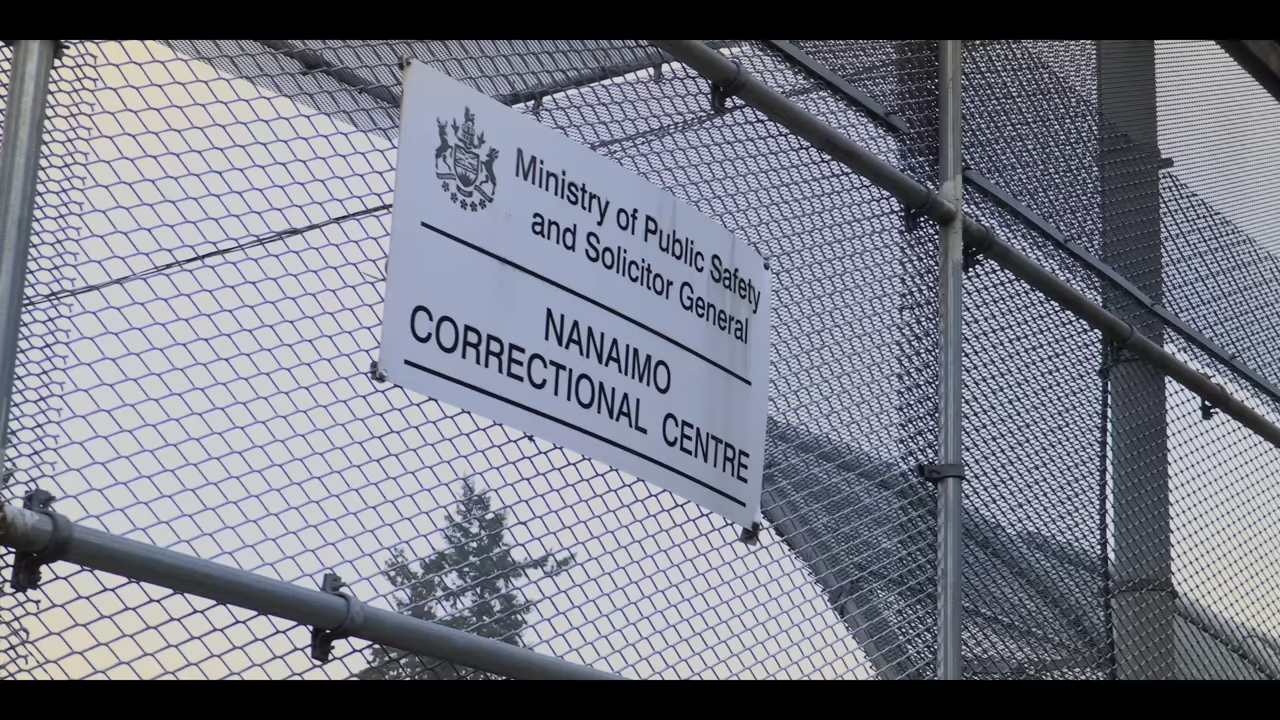 Ministry of Public Safety
and Solicitor General
NANAIMO
CORRECTIONAL CENTRE